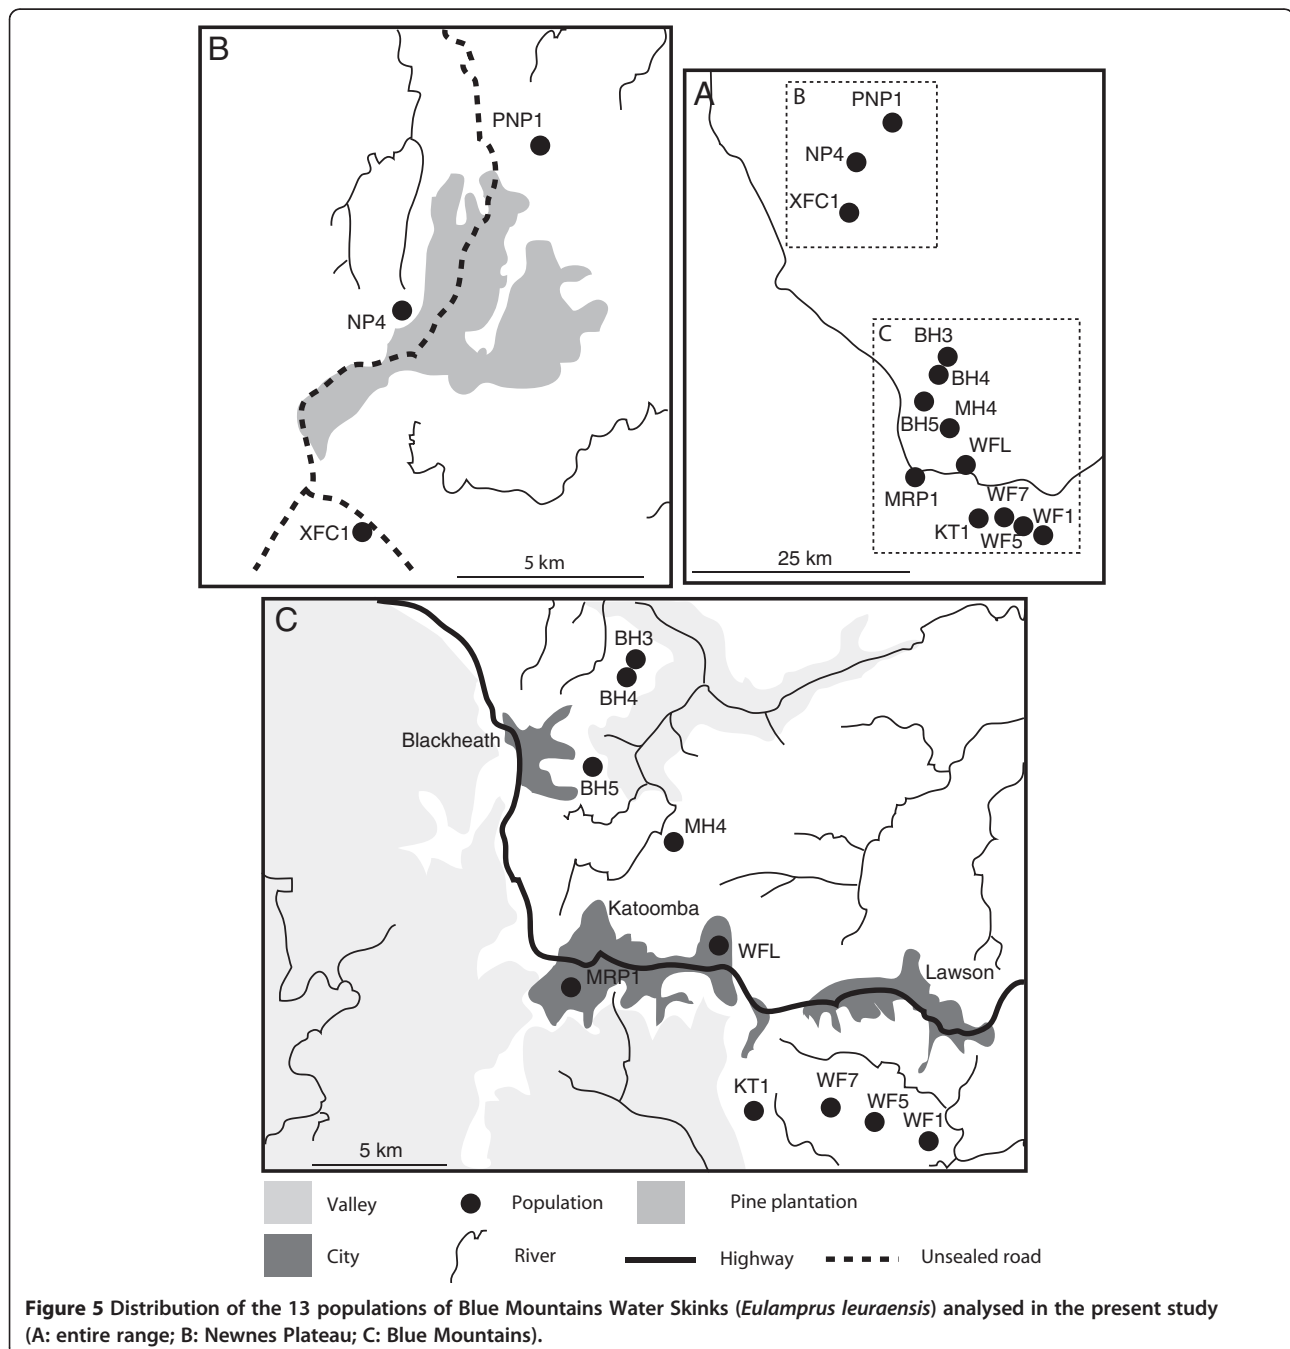 B
PNP1
NP4
XFC1
5 km
A
B
PNP1
NP4
XFC1
C
BH3
BH4
BH5
MH4
WFL
MRP1
WF7
KT1
WF5
WF1
25 km
C
BH3
BH4
Blackheath
BH5
MH4
Katoomba
WFL
MRP1
Lawson
KT1
WF7
WF5
WF1
5 km
Valley Population Pine plantation
City River Highway Unsealed road
Figure 5 Distribution of the 13 populations of Blue Mountains Water Skinks (Eulamprus leuraensis) analysed in the present study
(A: entire range; B: Newnes Plateau; C: Blue Mountains).